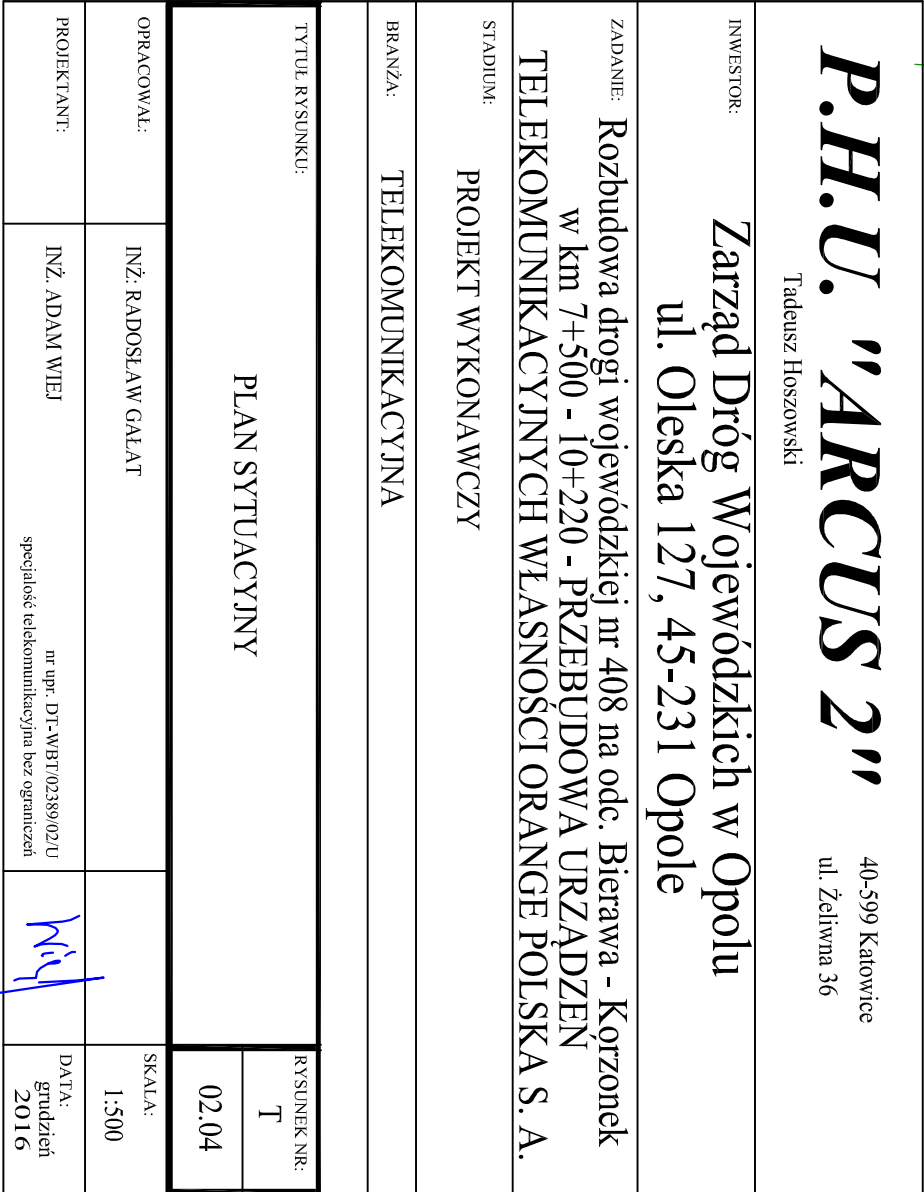 P.H.U. "ARCUS 2"
40-599 Katowice
ul. Żeliwna 36
Tadeusz Hoszowski
INWESTOR:
Zarząd Dróg Wojewódzkich w Opolu
ul. Oleska 127, 45-231 Opole
ZADANIE: Rozbudowa drogi wojewódzkiej nr 408 na odc. Bierawa - Korzonek
w km 7+500 - 10+220 - PRZEBUDOWA URZĄDZEŃ
TELEKOMUNIKACYJNYCH WŁASNOŚCI ORANGE POLSKA S. A.
STADIUM:
PROJEKT WYKONAWCZY
BRANŻA:
TELEKOMUNIKACYJNA
TYTUŁ RYSUNKU:
PLAN SYTUACYJNY
RYSUNEK NR:
T
02.04
OPRACOWAŁ:
INŻ: RADOSŁAW GAŁAT
SKALA:
1:500
PROJEKTANT:
INŻ. ADAM WIEJ
nr upr. DT-WBT/02389/02/U
specjalość telekomunikacyjna bez ograniczeń
DATA:
grudzień
2016